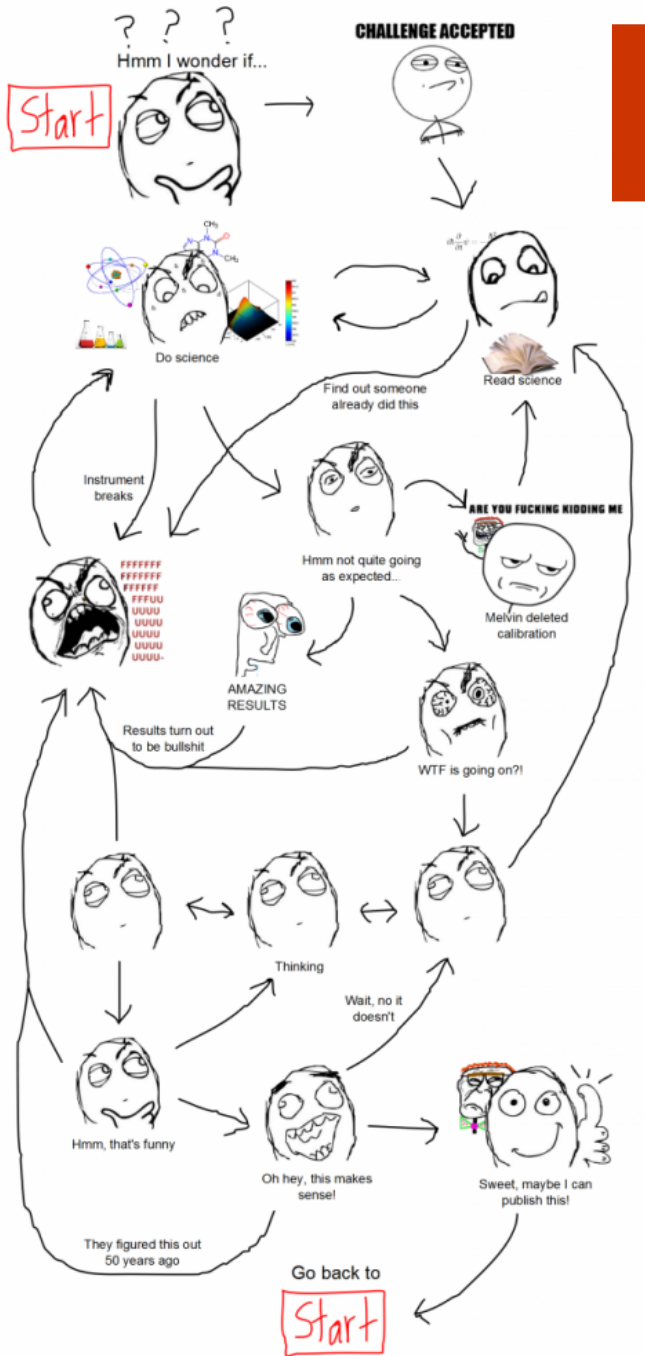 ? ? ?
Hmm I wonder if...
CHALLENGE ACCEPTED
Start
CH₃
N
N
O
N
N
CH₃
Do science
Read science
Find out someone
already did this
Instrument
breaks
ARE YOU FUCKING KIDDING ME
Hmm not quite going
as expected...
Melvin deleted
calibration
FFFFFFF
FFFFFFF
FFFFFF
FFFUU
UUUU
UUUU
UUUU
UUUU
UUUU-
AMAZING
RESULTS
Results turn out
to be bullshit
WTF is going on?!
Thinking
Wait, no it
doesn't
Hmm, that's funny
Oh hey, this makes
sense!
Sweet, maybe I can
publish this!
They figured this out
50 years ago
Go back to
Start